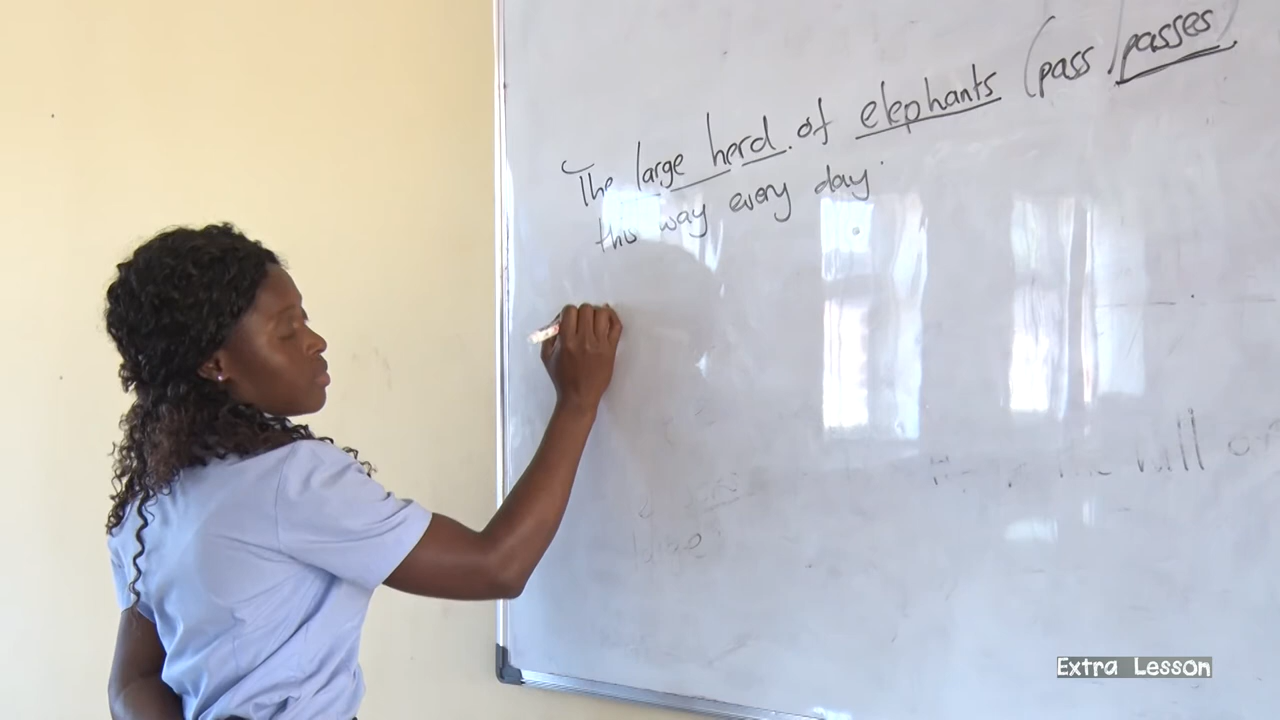 The large herd of elephants (pass/passes)
this way every day.
Extra Lesson